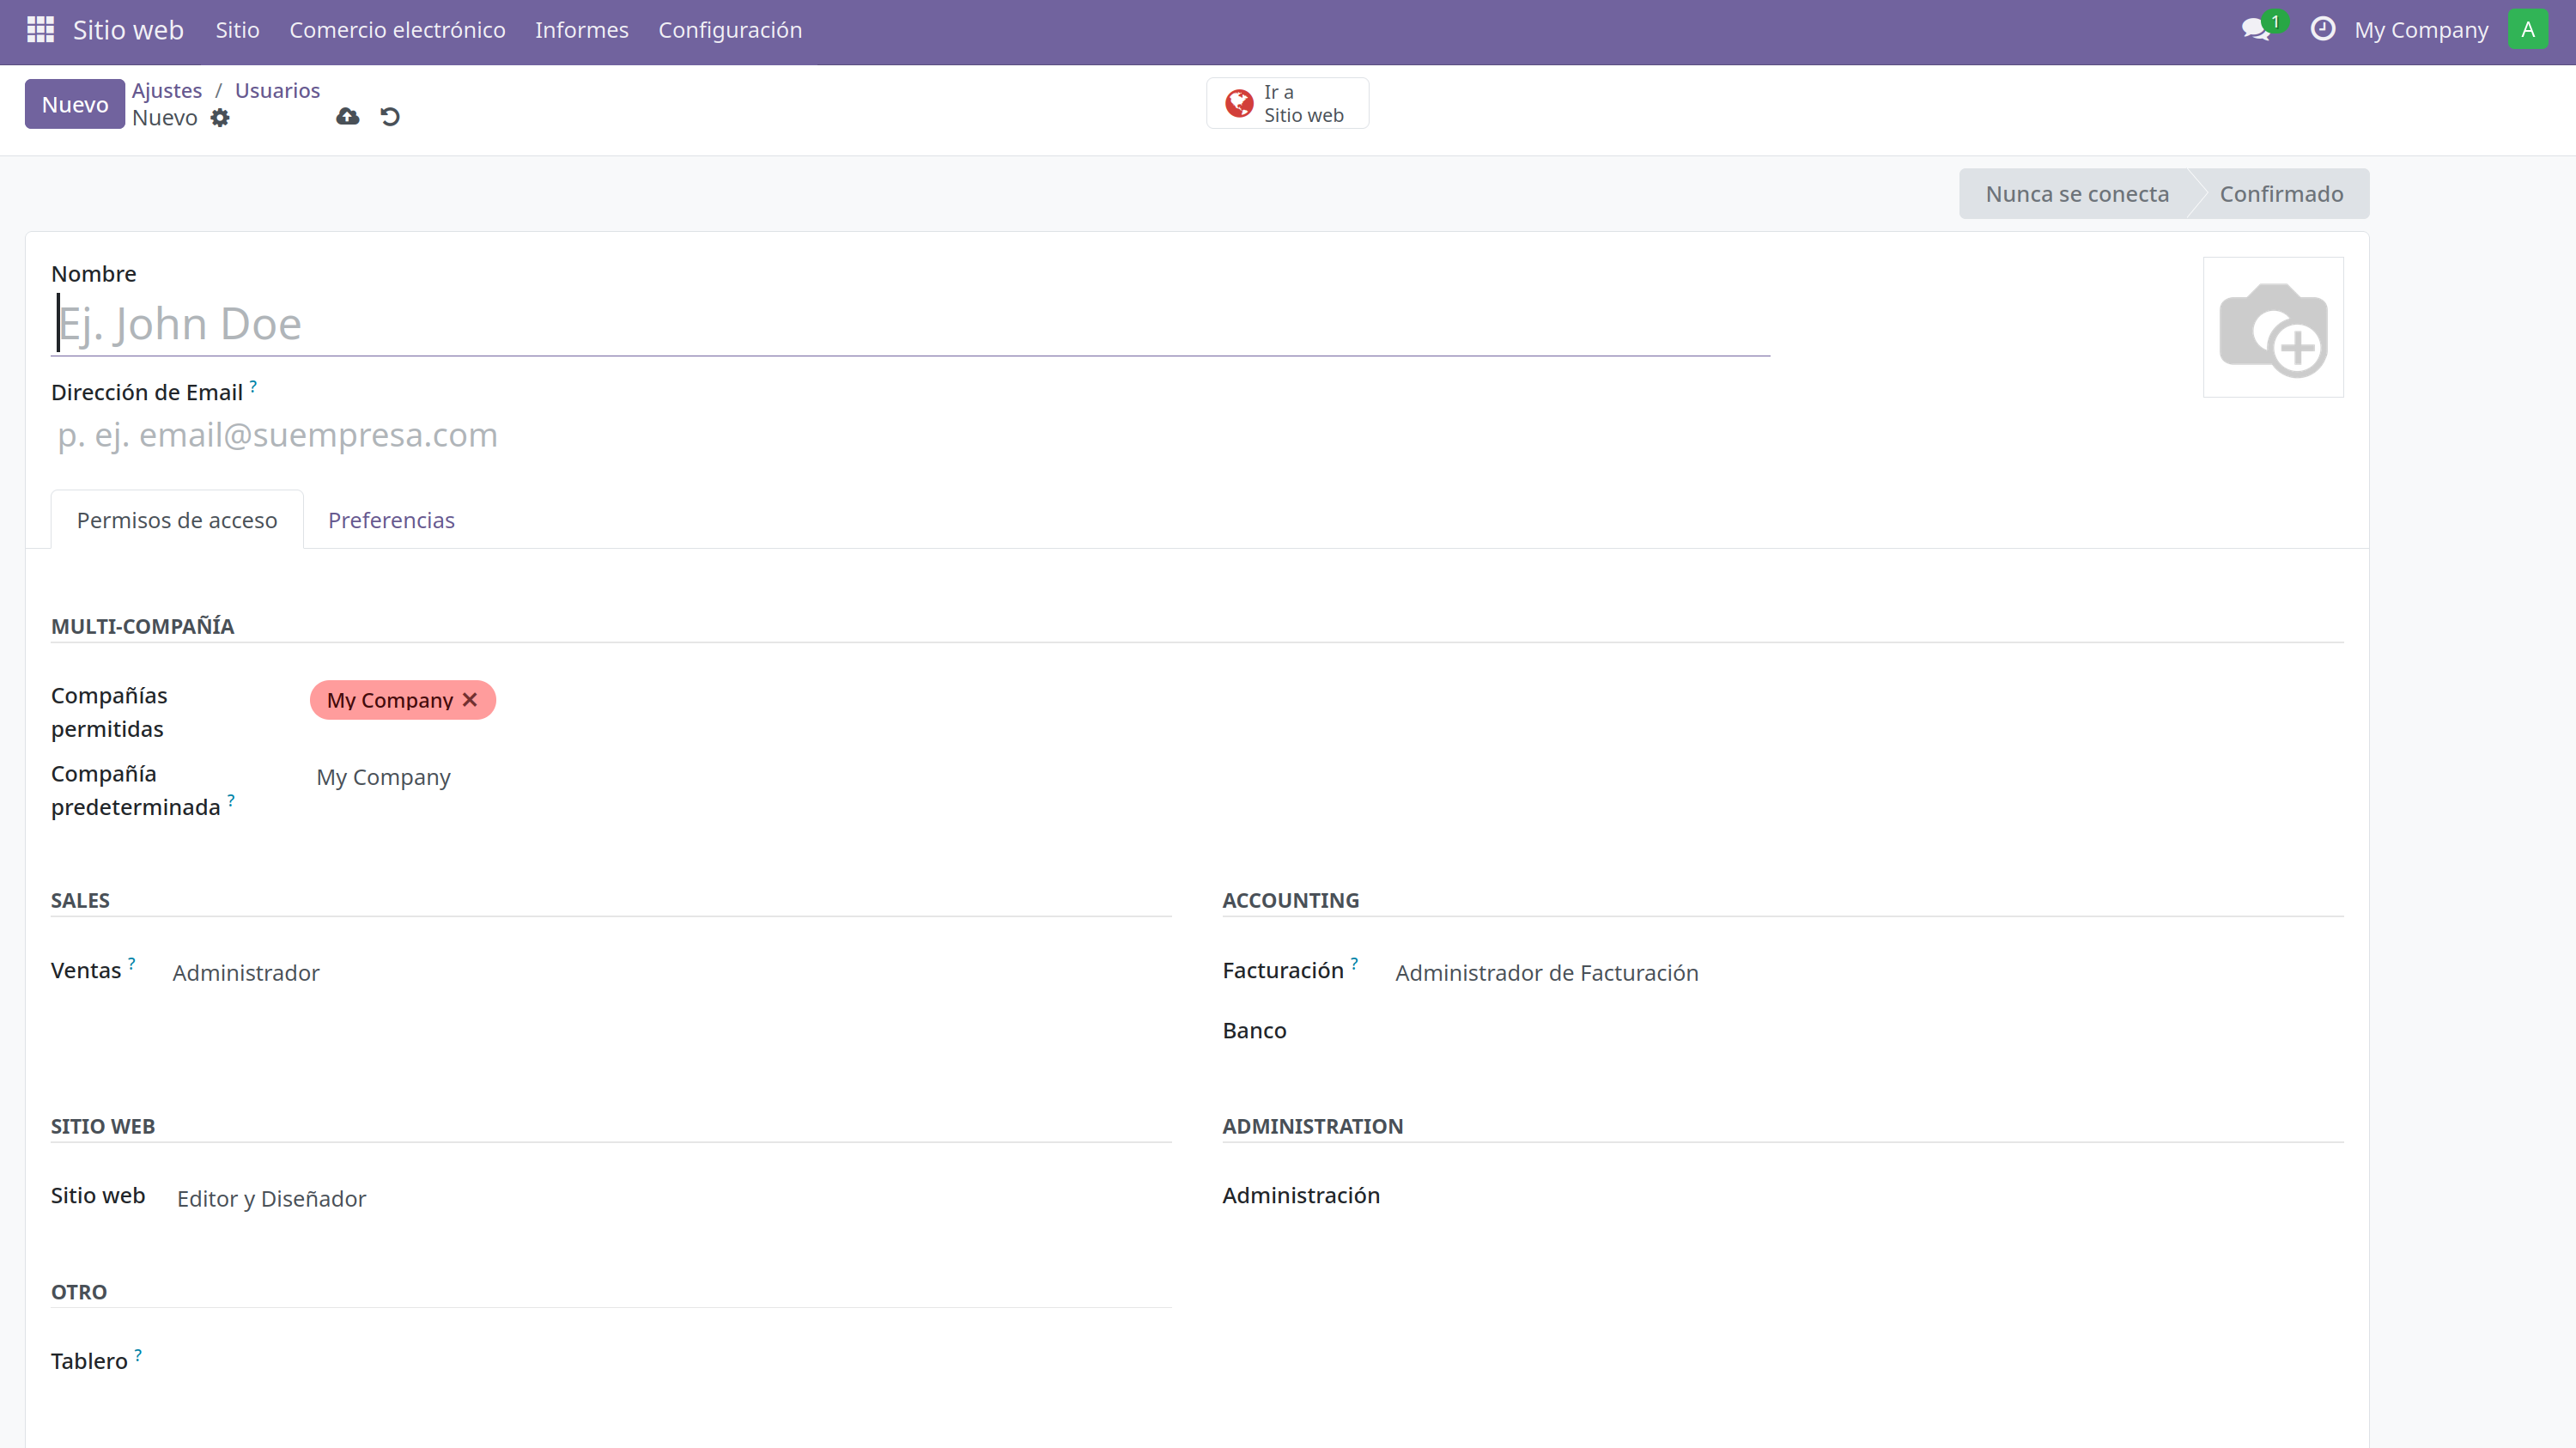 Sitio web Sitio Comercio electrónico Informes Configuración 1 My Company A
Nuevo
Ajustes / Usuarios
Nuevo
Ir a
Sitio web
Nunca se conecta Confirmado
Nombre
Ej. John Doe
Dirección de Email ?
p. ej. email@suempresa.com
Permisos de acceso Preferencias
MULTI-COMPAÑÍA
Compañías
permitidas
My Company ✕
Compañía
predeterminada ?
My Company
SALES
Ventas ? Administrador
ACCOUNTING
Facturación ? Administrador de Facturación
Banco
SITIO WEB
Sitio web Editor y Diseñador
ADMINISTRATION
Administración
OTRO
Tablero ?